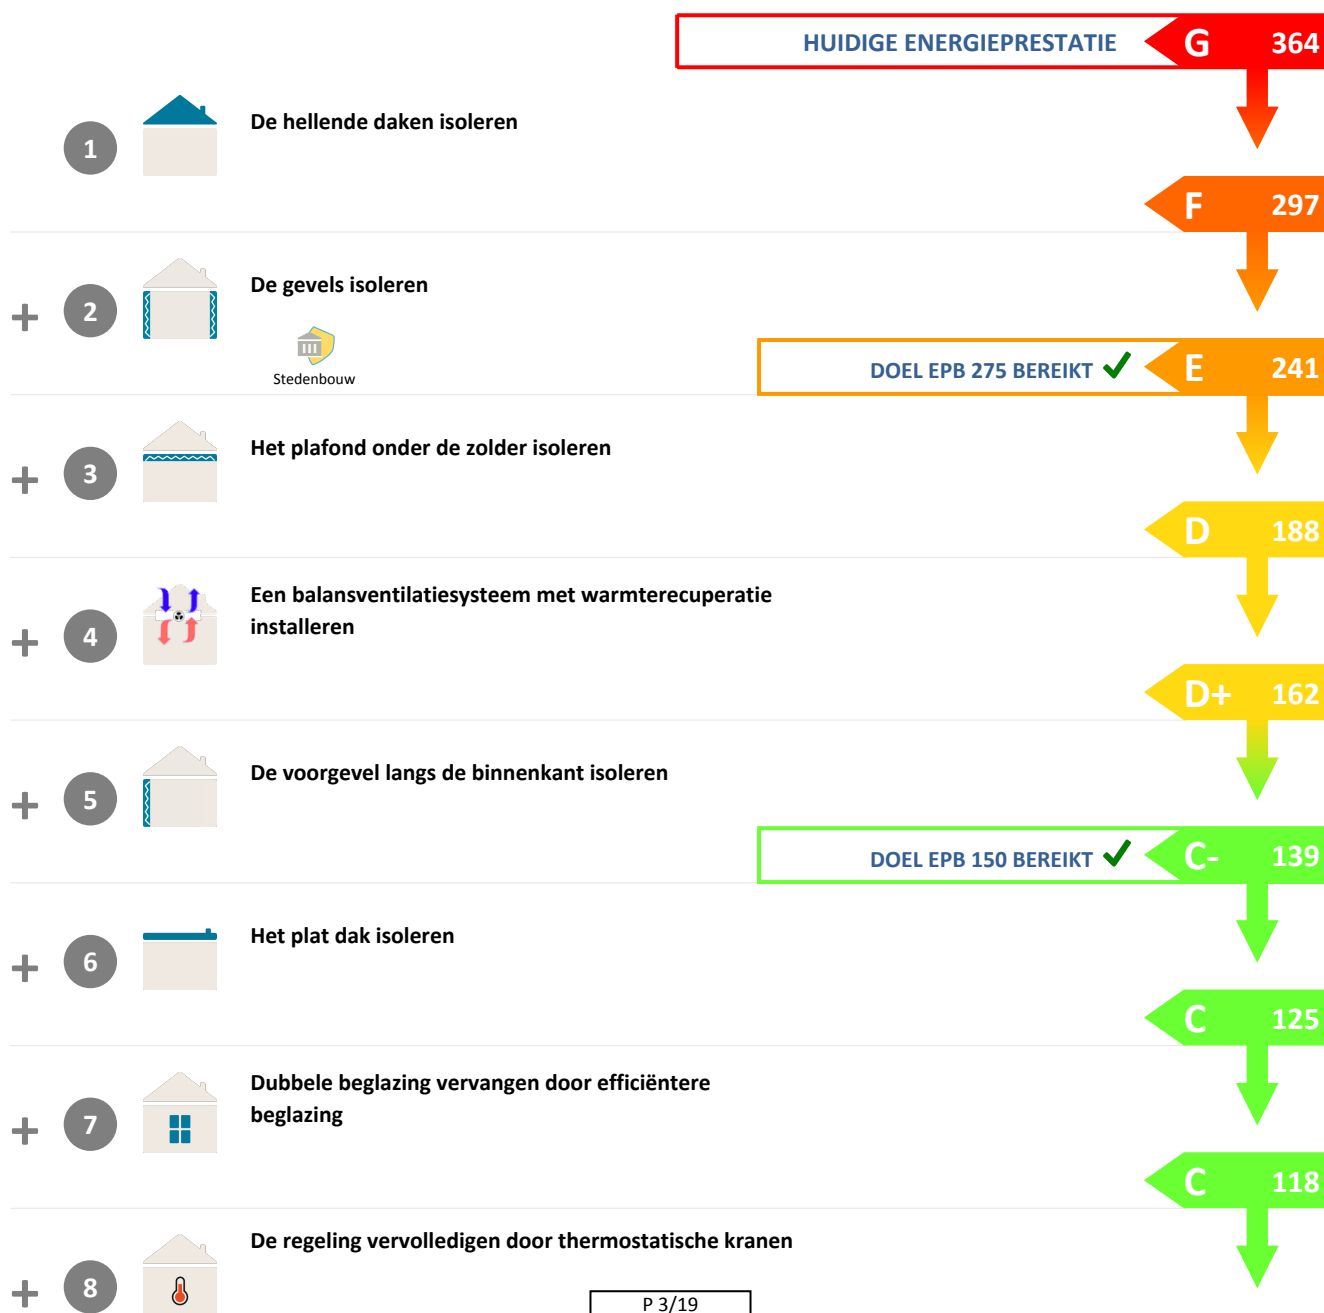 HUIDIGE ENERGIEPRESTATIE G 364
1 De hellende daken isoleren
F 297
+ 2 De gevels isoleren
Stedenbouw
DOEL EPB 275 BEREIKT ✓ E 241
+ 3 Het plafond onder de zolder isoleren
D 188
+ 4 Een balansventilatiesysteem met warmterecuperatie
installeren
D+ 162
+ 5 De voorgevel langs de binnenkant isoleren
DOEL EPB 150 BEREIKT ✓ C- 139
+ 6 Het plat dak isoleren
C 125
+ 7 Dubbele beglazing vervangen door efficiëntere
beglazing
C 118
+ 8 De regeling vervolledigen door thermostatische kranen
P 3/19